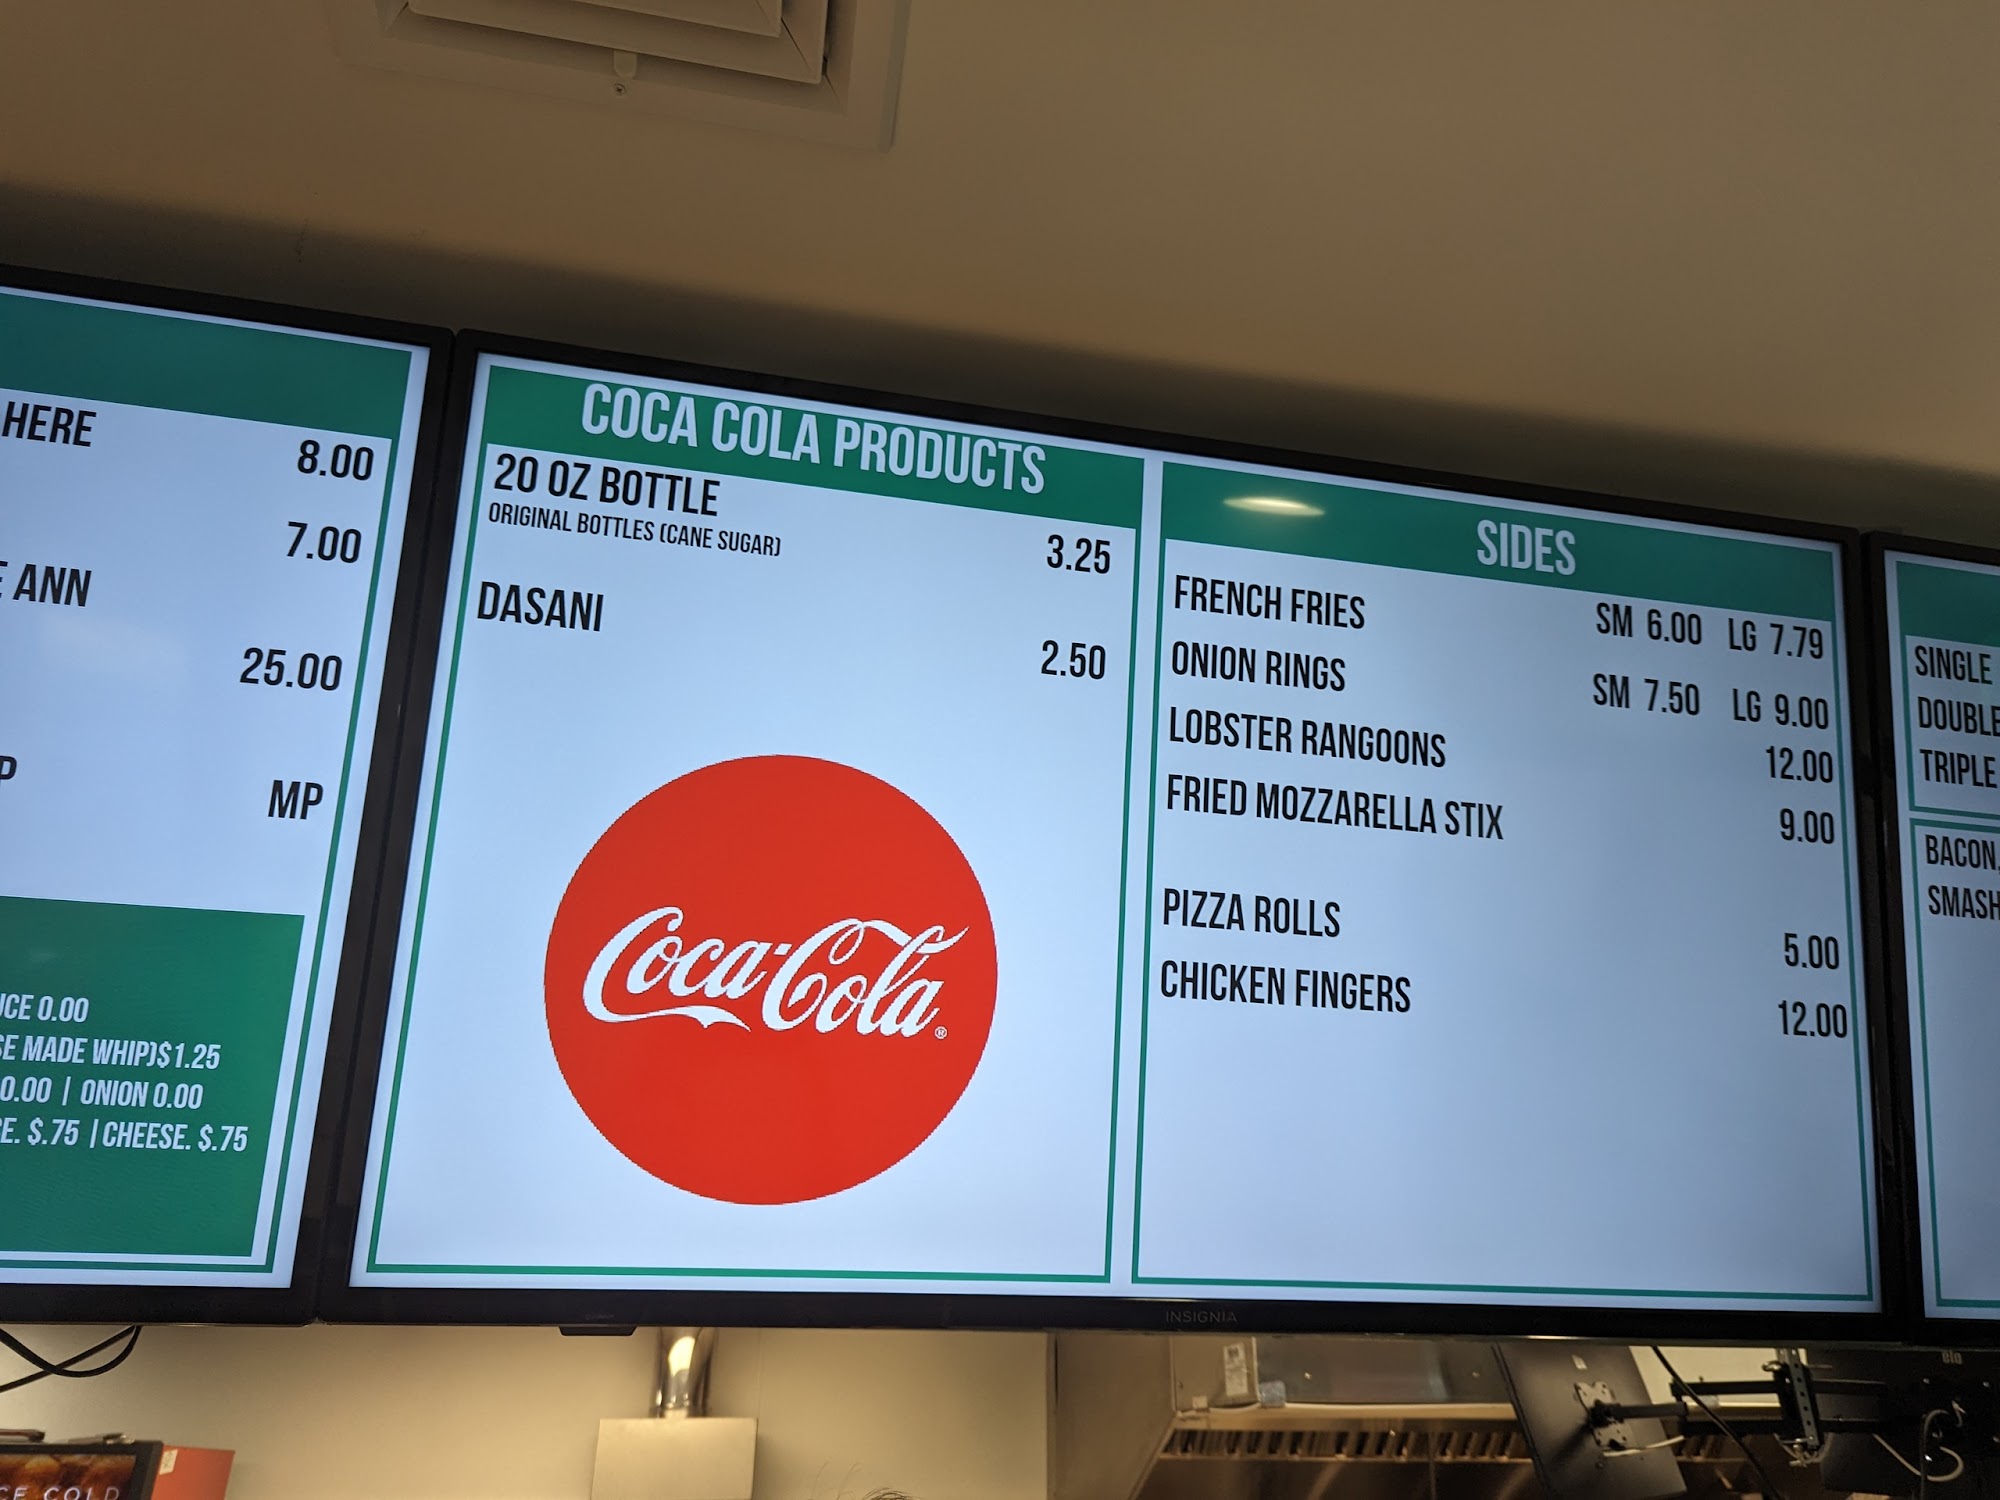 HERE 8.00
7.00
ANN
25.00
MP
0.00
MADE WHIP)$1.25
0.00 | ONION 0.00
$.75 | CHEESE. $.75
COCA COLA PRODUCTS
20 OZ BOTTLE
ORIGINAL BOTTLES (CANE SUGAR) 3.25
DASANI 2.50
Coca-Cola®
SIDES
FRENCH FRIES SM 6.00 LG 7.79
ONION RINGS SM 7.50 LG 9.00
LOBSTER RANGOONS 12.00
FRIED MOZZARELLA STIX 9.00
PIZZA ROLLS 5.00
CHICKEN FINGERS 12.00
SINGLE
DOUBLE
TRIPLE
BACON,
SMASH
INSIGNIA
COLD